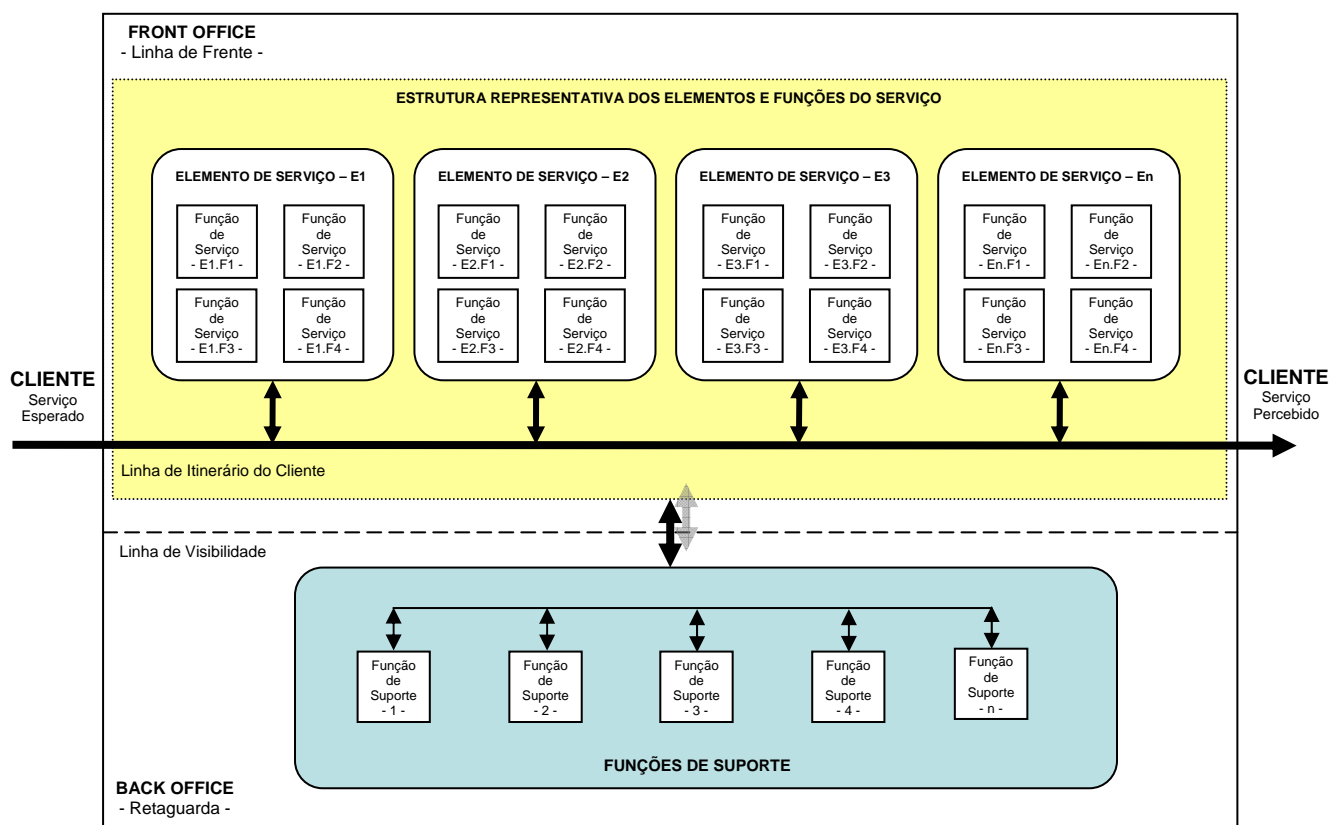 FRONT OFFICE
- Linha de Frente -
ESTRUTURA REPRESENTATIVA DOS ELEMENTOS E FUNÇÕES DO SERVIÇO
ELEMENTO DE SERVIÇO – E1
Função
de
Serviço
- E1.F1 -
Função
de
Serviço
- E1.F2 -
Função
de
Serviço
- E1.F3 -
Função
de
Serviço
- E1.F4 -
ELEMENTO DE SERVIÇO – E2
Função
de
Serviço
- E2.F1 -
Função
de
Serviço
- E2.F2 -
Função
de
Serviço
- E2.F3 -
Função
de
Serviço
- E2.F4 -
ELEMENTO DE SERVIÇO – E3
Função
de
Serviço
- E3.F1 -
Função
de
Serviço
- E3.F2 -
Função
de
Serviço
- E3.F3 -
Função
de
Serviço
- E3.F4 -
ELEMENTO DE SERVIÇO – En
Função
de
Serviço
- En.F1 -
Função
de
Serviço
- En.F2 -
Função
de
Serviço
- En.F3 -
Função
de
Serviço
- En.F4 -
CLIENTE
Serviço
Esperado
CLIENTE
Serviço
Percebido
Linha de Itinerário do Cliente
Linha de Visibilidade
Função
de
Suporte
- 1 -
Função
de
Suporte
- 2 -
Função
de
Suporte
- 3 -
Função
de
Suporte
- 4 -
Função
de
Suporte
- n -
FUNÇÕES DE SUPORTE
BACK OFFICE
- Retaguarda -